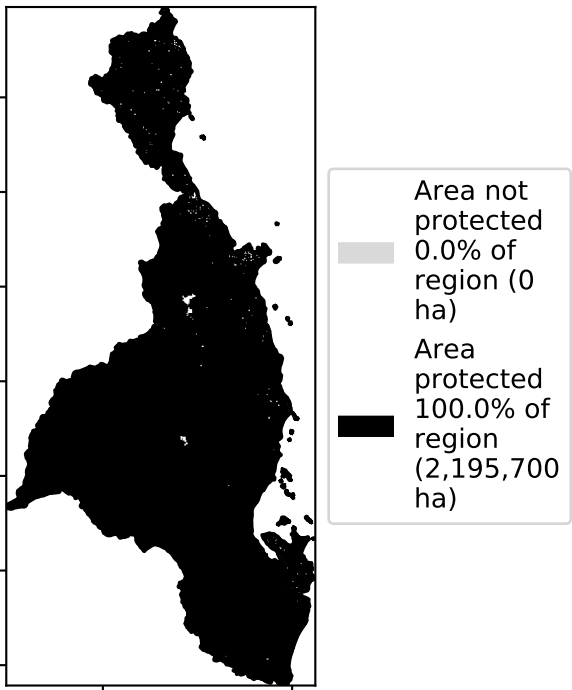 Area not
protected
0.0% of
region (0
ha)
Area
protected
100.0% of
region
(2,195,700
ha)